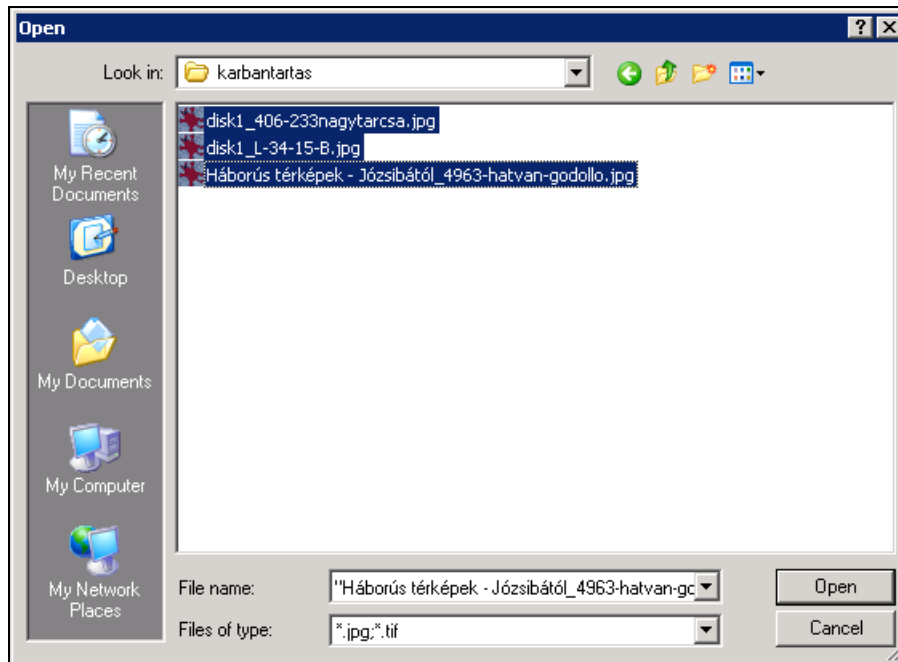 Open
Look in: karbantartas
My Recent
Documents
Desktop
My Documents
My Computer
My Network
Places
disk1_406-233nagytarcsa.jpg
disk1_L-34-15-B.jpg
Háborús térképek - Józsibától_4963-hatvan-godollo.jpg
File name: "Háborús térképek - Józsibától_4963-hatvan-gc Open
Files of type: *.jpg;*.tif Cancel